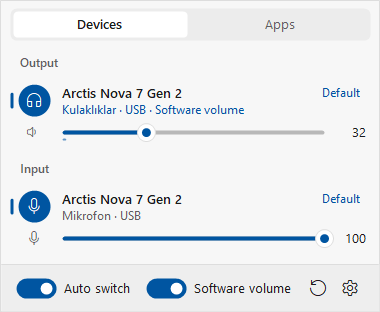 Devices
Apps
Output
Arctis Nova 7 Gen 2
Default
Kulaklıklar · USB · Software volume
32
Input
Arctis Nova 7 Gen 2
Default
Mikrofon · USB
100
Auto switch
Software volume